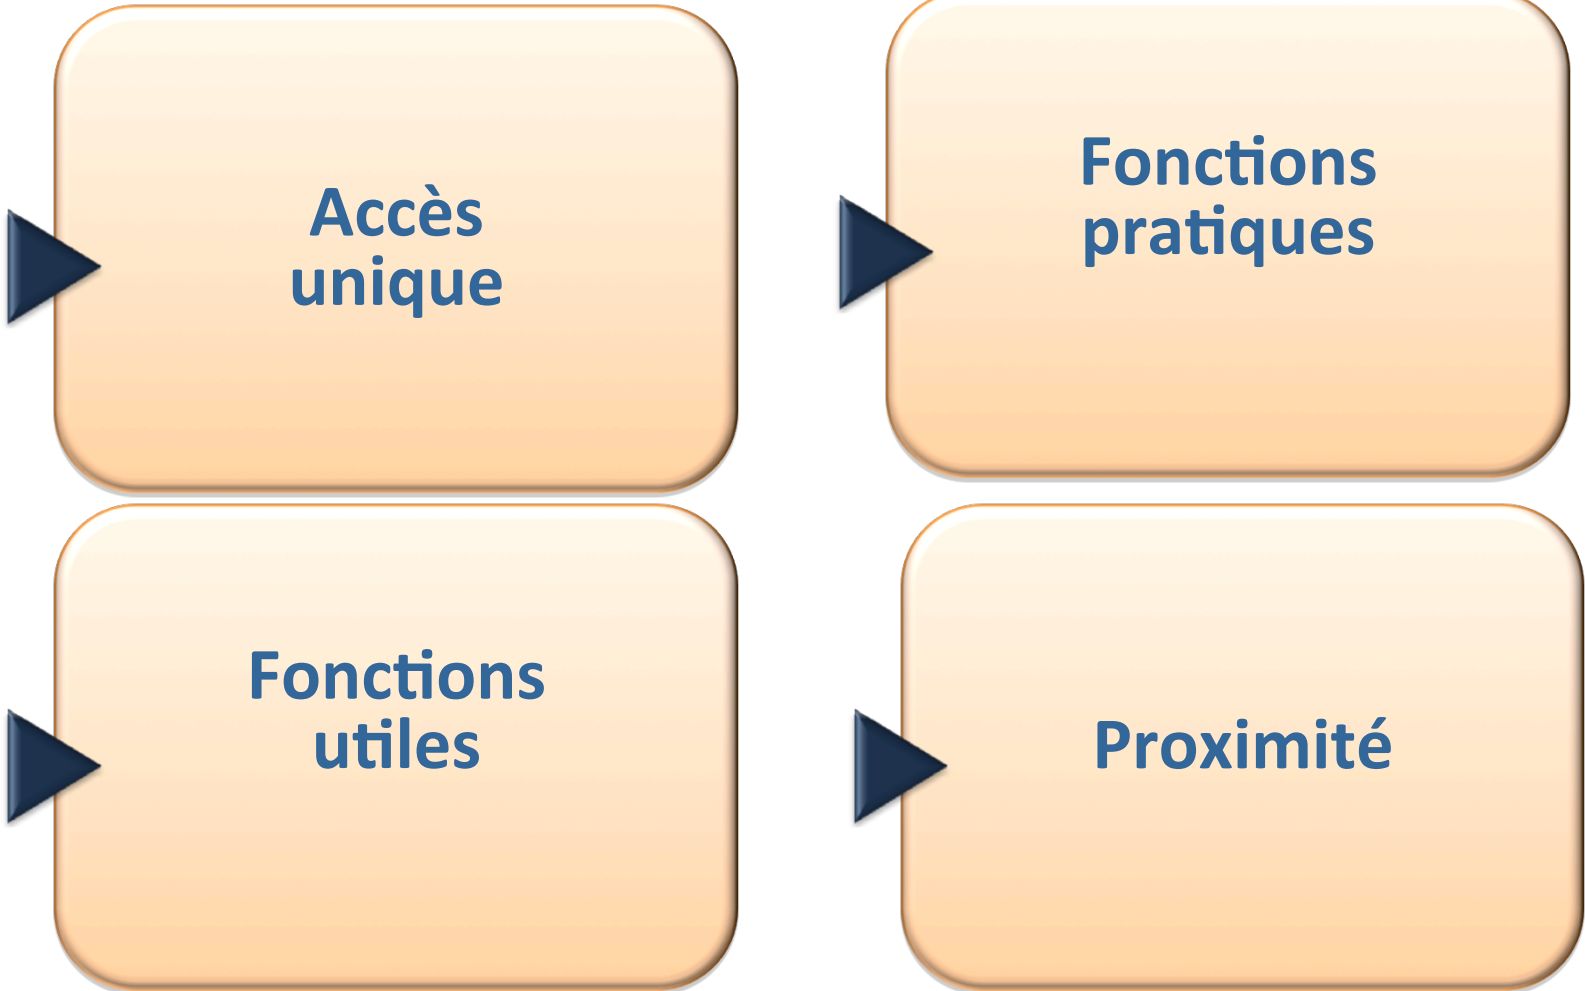 Accès
unique
Fonctions
pratiques
Fonctions
utiles
Proximité